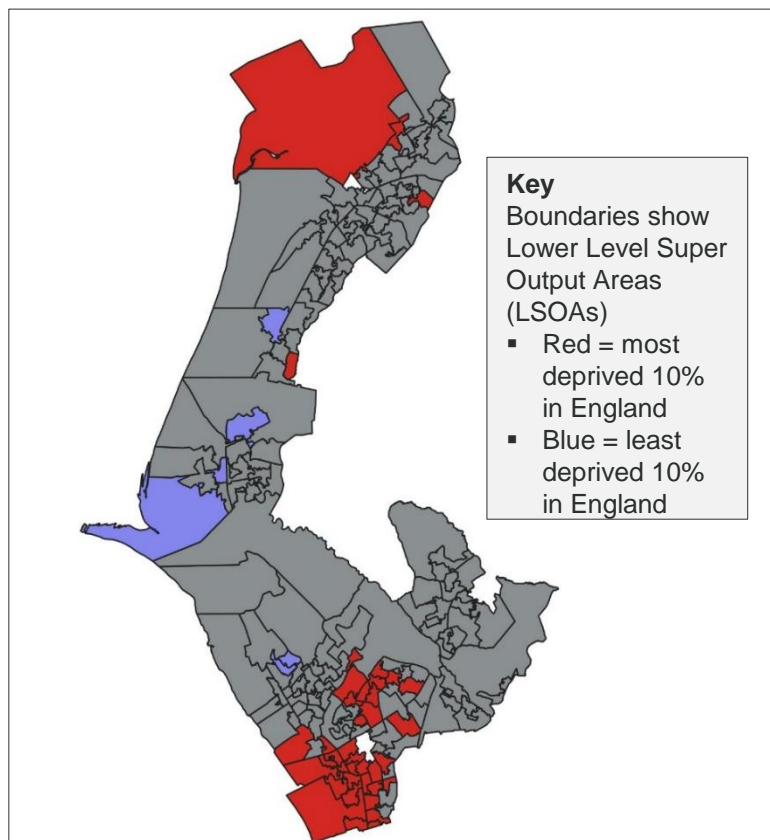 Key
Boundaries show
Lower Level Super
Output Areas
(LSOAs)
▪ Red = most
deprived 10%
in England
▪ Blue = least
deprived 10%
in England